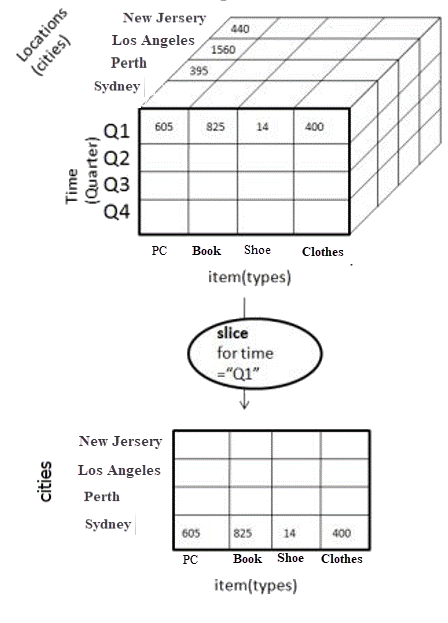 New Jersery
Los Angeles
Perth
Sydney
Locations
(cities)
440
1560
395
Time
(Quarter)
Q1 605 825 14 400
Q2
Q3
Q4
PC Book Shoe Clothes
item(types)
slice
for time
="Q1"
cities
New Jersery
Los Angeles
Perth
Sydney 605 825 14 400
PC Book Shoe Clothes
item(types)